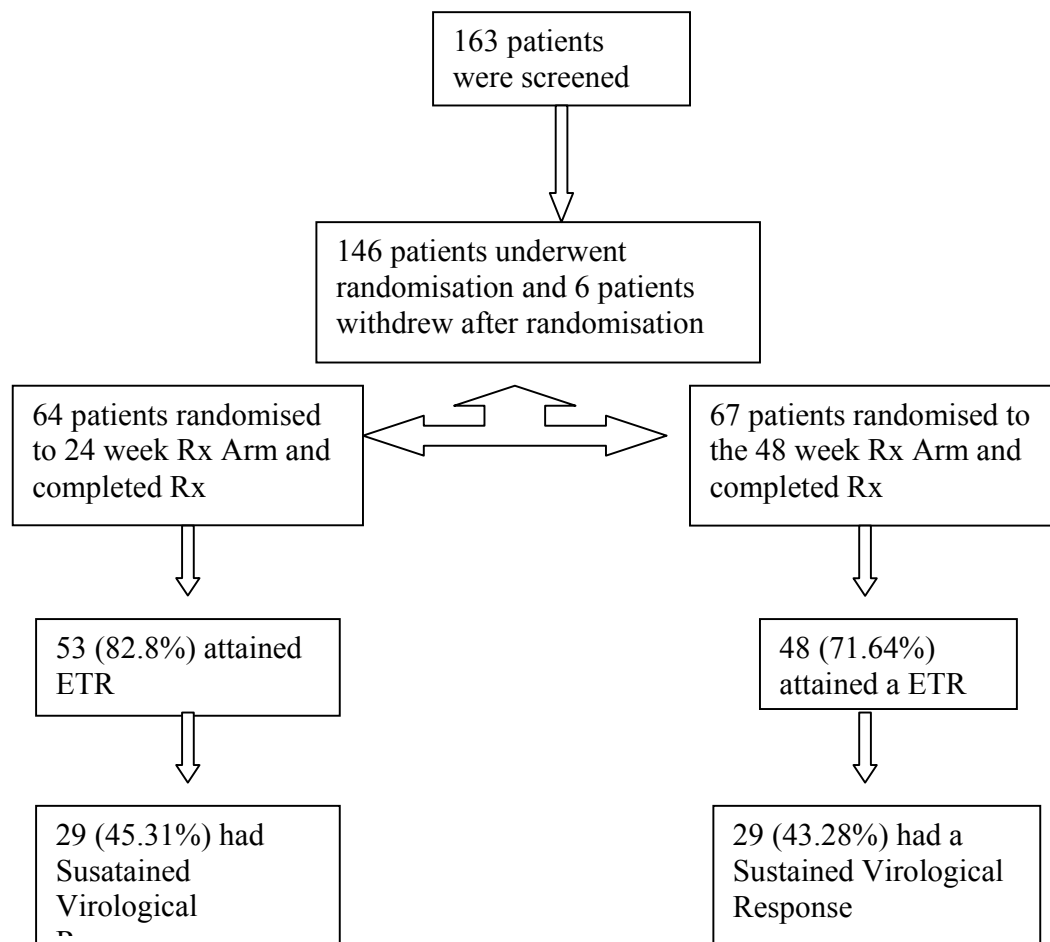 163 patients
were screened
146 patients underwent
randomisation and 6 patients
withdrew after randomisation
64 patients randomised
to 24 week Rx Arm and
completed Rx
67 patients randomised to
the 48 week Rx Arm and
completed Rx
53 (82.8%) attained
ETR
48 (71.64%)
attained a ETR
29 (45.31%) had
Susatained
Virological
29 (43.28%) had a
Sustained Virological
Response